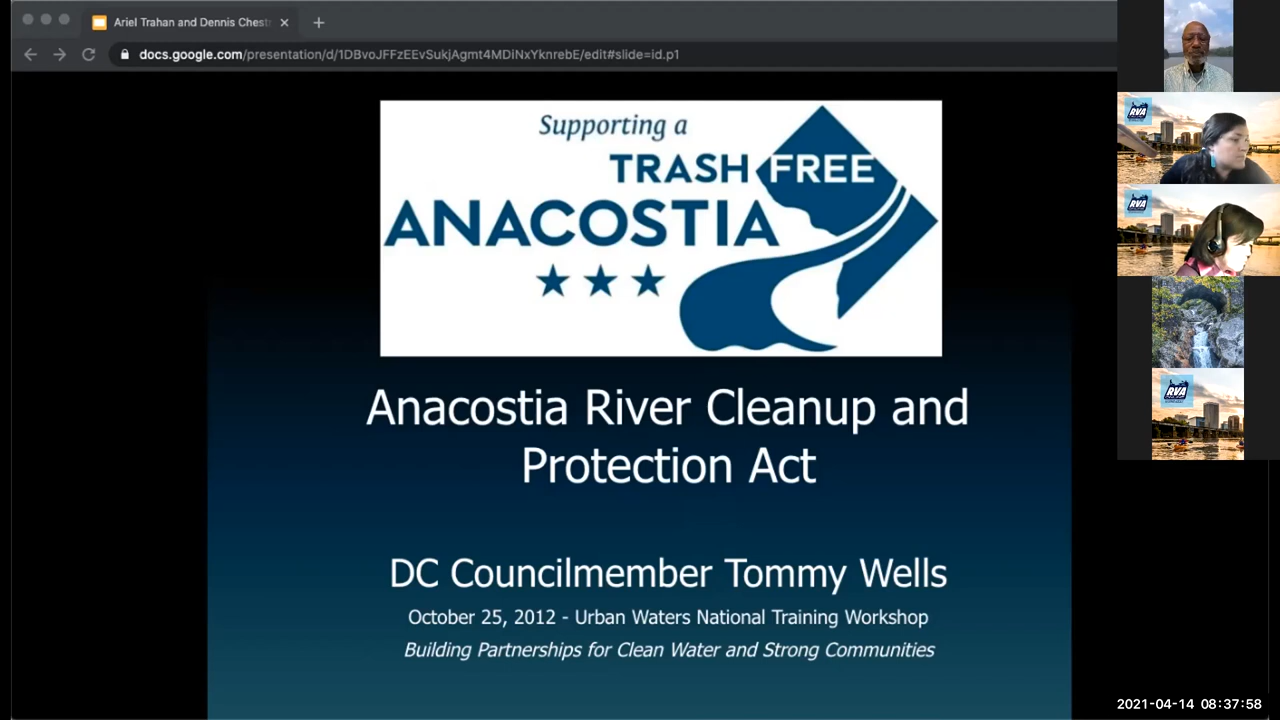 Ariel Trahan and Dennis Chestn
docs.google.com/presentation/d/1DBvoJFFzEEvSukjAgmt4MDiNxYknrebE/edit#slide=id.p1
Supporting a
TRASH FREE
ANACOSTIA
Anacostia River Cleanup and
Protection Act
DC Councilmember Tommy Wells
October 25, 2012 - Urban Waters National Training Workshop
Building Partnerships for Clean Water and Strong Communities
RVA
RVA
RVA
2021-04-14 08:37:58